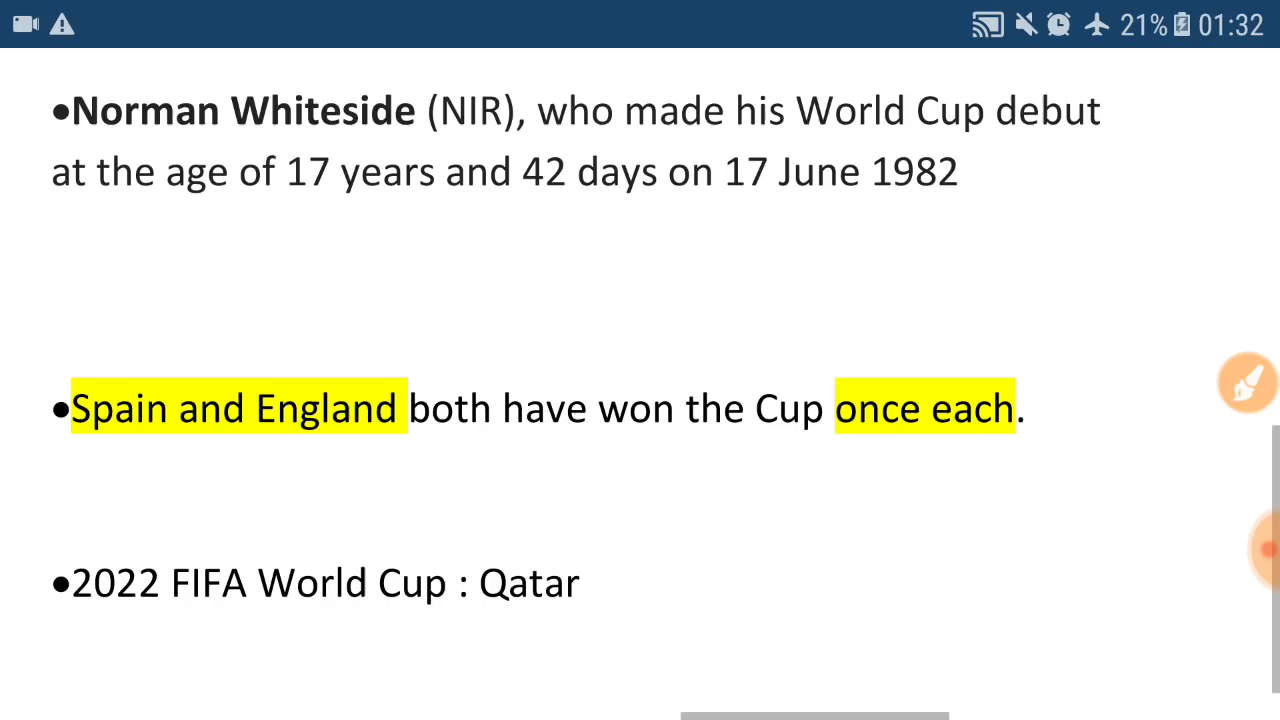 21% 01:32
•Norman Whiteside (NIR), who made his World Cup debut
at the age of 17 years and 42 days on 17 June 1982
•Spain and England both have won the Cup once each.
•2022 FIFA World Cup : Qatar